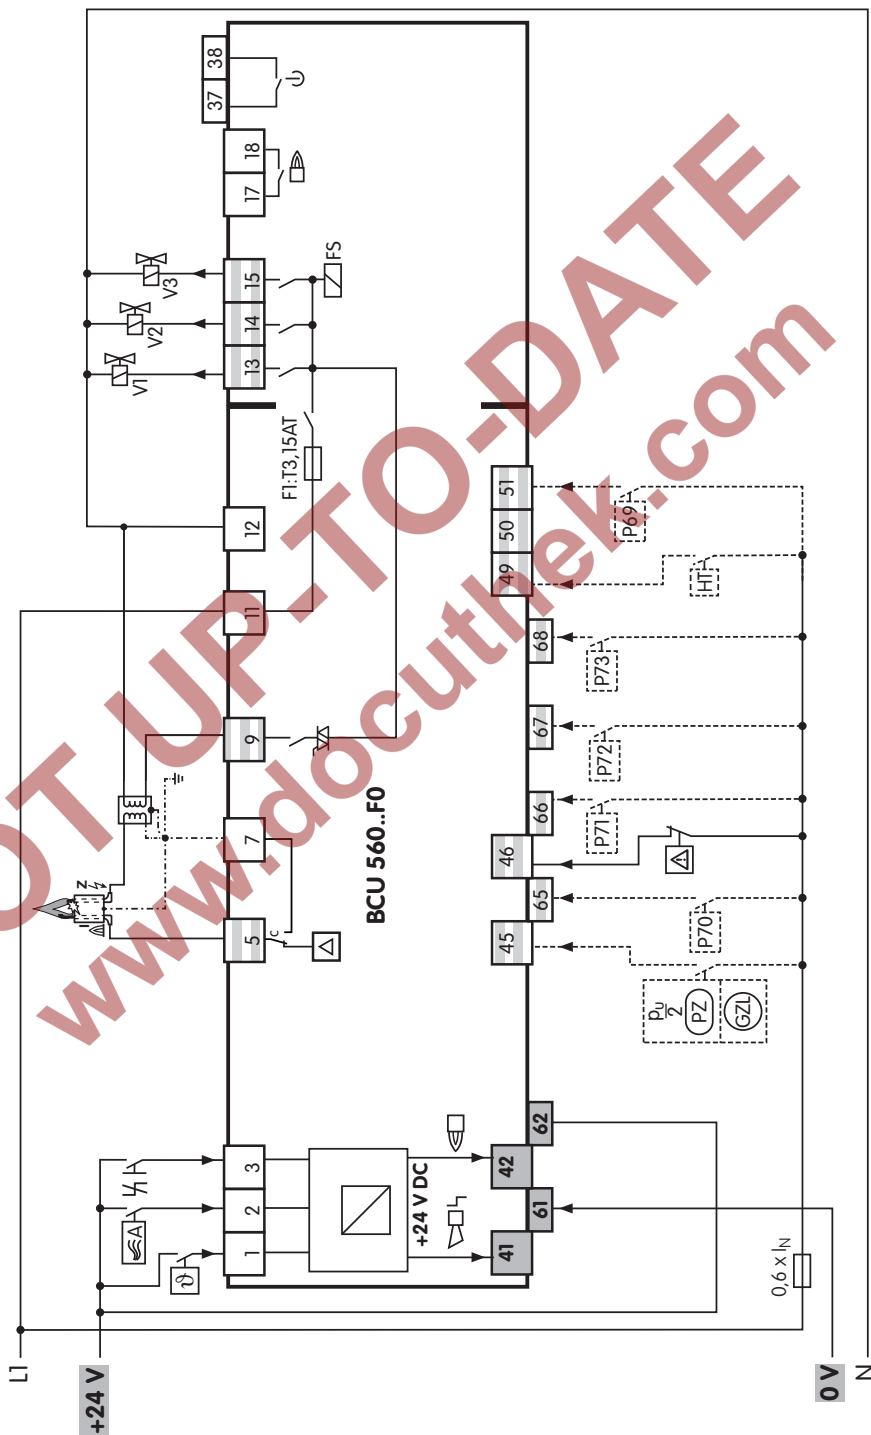 L1
+24 V
0 V
N
1
2
3
5
7
9
11
12
13
14
15
17
18
37
38
ϑ
A
+24 V DC
41
61
42
62
45
65
46
66
67
68
49
50
51
BCU 560..F0
F1:T3,15AT
FS
V1
V2
V3
I
Z
c
pu
2
PZ
GZL
P70
P71
P72
P73
HT
P69
0,6 x IN
NOT UP-TO-DATE
www.docuthek.com